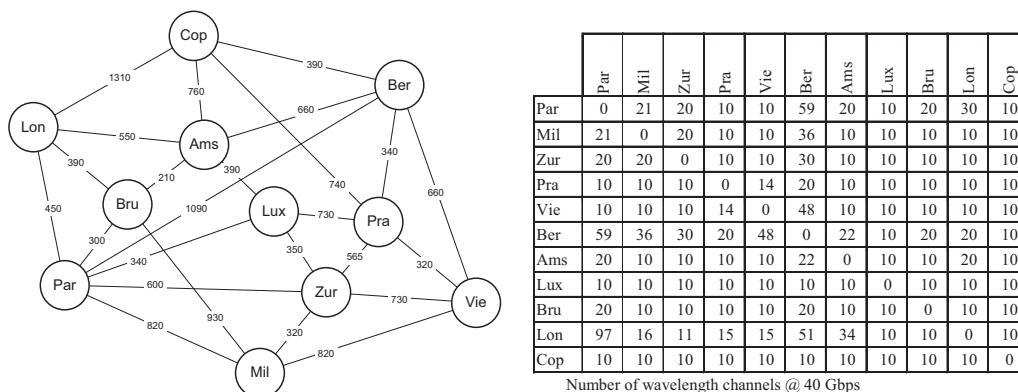 Cop
1310
390
760
660
Ber
Lon
550
Ams
390
210
390
340
740
660
Bru
1090
Lux
730
Pra
450
300
340
350
565
320
Par
600
Zur
730
Vie
820
930
320
820
Mil
Par Mil Zur Pra Vie Ber Ams Lux Bru Lon Cop
Par 0 21 20 10 10 59 20 10 20 30 10
Mil 21 0 20 10 10 36 10 10 10 10 10
Zur 20 20 0 10 10 30 10 10 10 10 10
Pra 10 10 10 0 14 20 10 10 10 10 10
Vie 10 10 10 14 0 48 10 10 10 10 10
Ber 59 36 30 20 48 0 22 10 20 20 10
Ams 20 10 10 10 10 22 0 10 10 20 10
Lux 10 10 10 10 10 10 10 0 10 10 10
Bru 20 10 10 10 10 20 10 10 0 10 10
Lon 97 16 11 15 15 51 34 10 10 0 10
Cop 10 10 10 10 10 10 10 10 10 10 0
Number of wavelength channels @ 40 Gbps